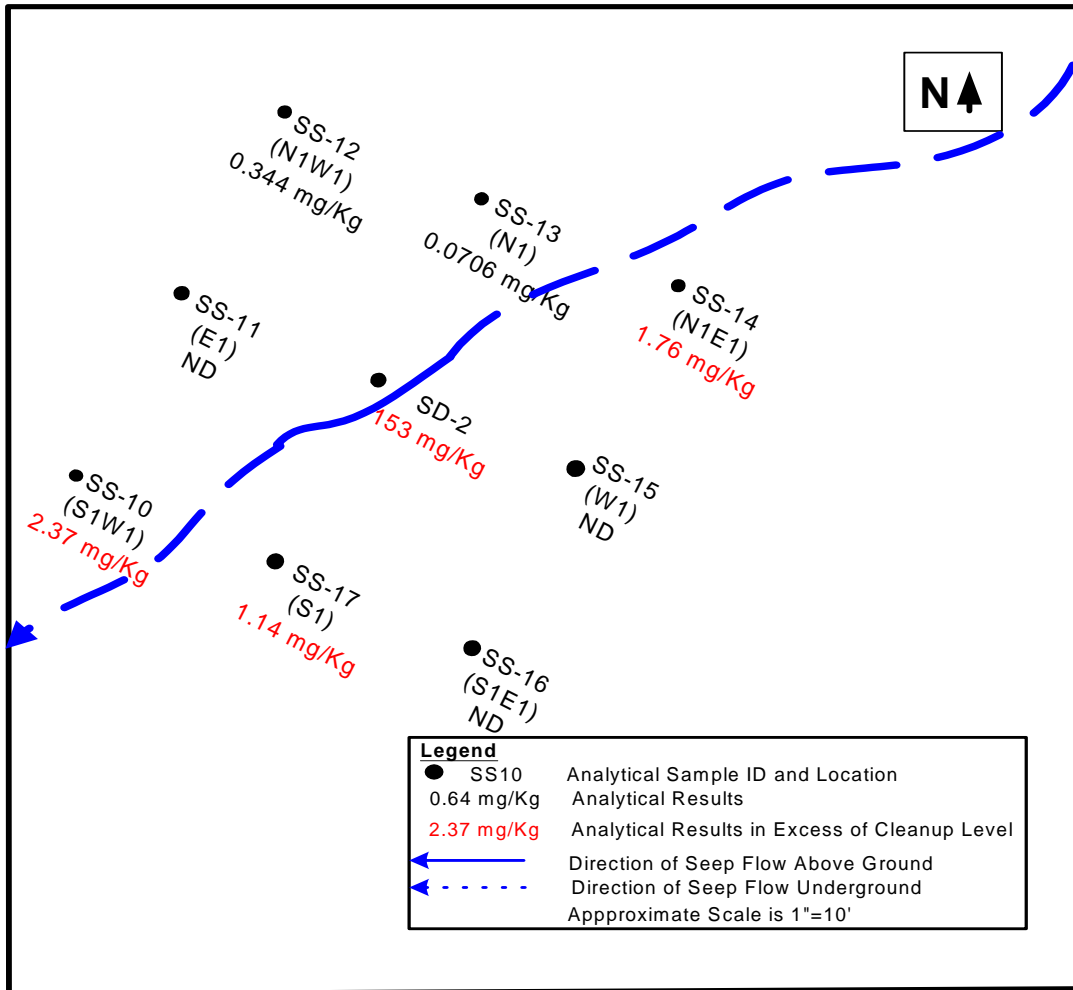 N
SS-12
(N1W1)
0.344 mg/Kg
SS-13
(N1)
0.0706 mg/Kg
SS-14
(N1E1)
1.76 mg/Kg
SS-11
(E1)
ND
SD-2
153 mg/Kg
SS-15
(W1)
ND
SS-10
(S1W1)
2.37 mg/Kg
SS-17
(S1)
1.14 mg/Kg
SS-16
(S1E1)
ND
Legend
SS10 Analytical Sample ID and Location
0.64 mg/Kg Analytical Results
2.37 mg/Kg Analytical Results in Excess of Cleanup Level
Direction of Seep Flow Above Ground
Direction of Seep Flow Underground
Appproximate Scale is 1"=10'